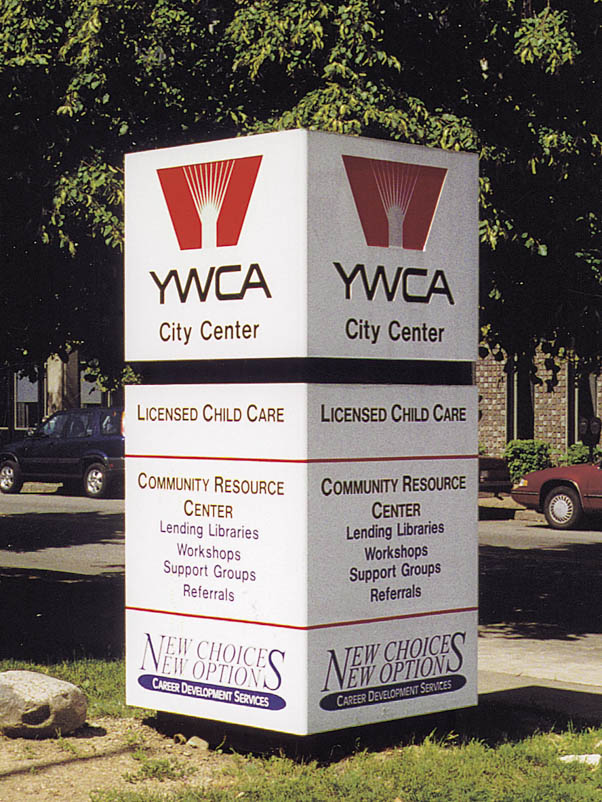 YWCA
City Center
LICENSED CHILD CARE
COMMUNITY RESOURCE
CENTER
Lending Libraries
Workshops
Support Groups
Referrals
NEW CHOICES
NEW OPTIONS
CAREER DEVELOPMENT SERVICES
YWCA
City Center
LICENSED CHILD CARE
COMMUNITY RESOURCE
CENTER
Lending Libraries
Workshops
Support Groups
Referrals
NEW CHOICES
NEW OPTIONS
CAREER DEVELOPMENT SERVICES